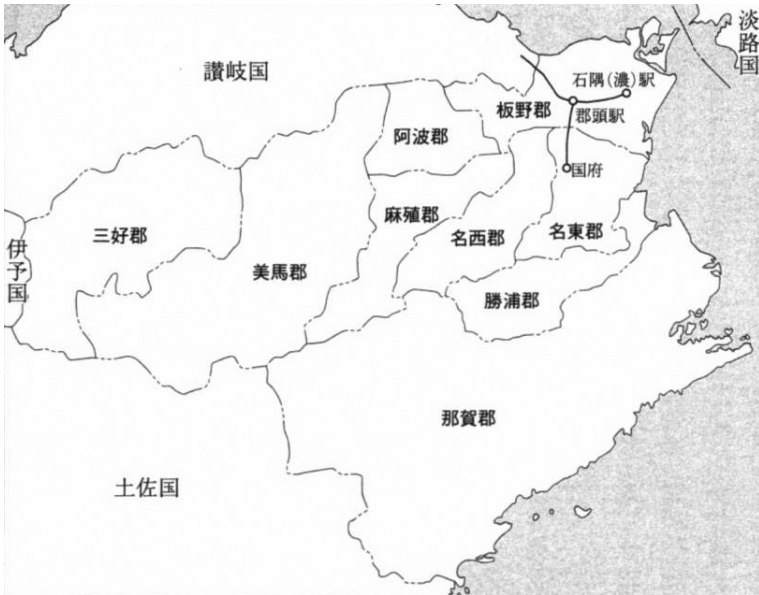 淡路国
讃岐国
石隅(濃)駅
板野郡
郡頭駅
阿波郡
国府
麻殖郡
三好郡
名西郡
名東郡
伊予国
美馬郡
勝浦郡
那賀郡
土佐国